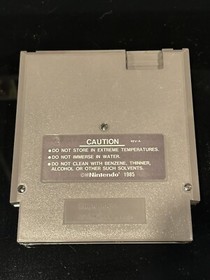 CAUTION REV-A
•DO NOT STORE IN EXTREME TEMPERATURES.
•DO NOT IMMERSE IN WATER.
•DO NOT CLEAN WITH BENZENE, THINNER,
ALCOHOL OR OTHER SUCH SOLVENTS.
©®Nintendo® 1985